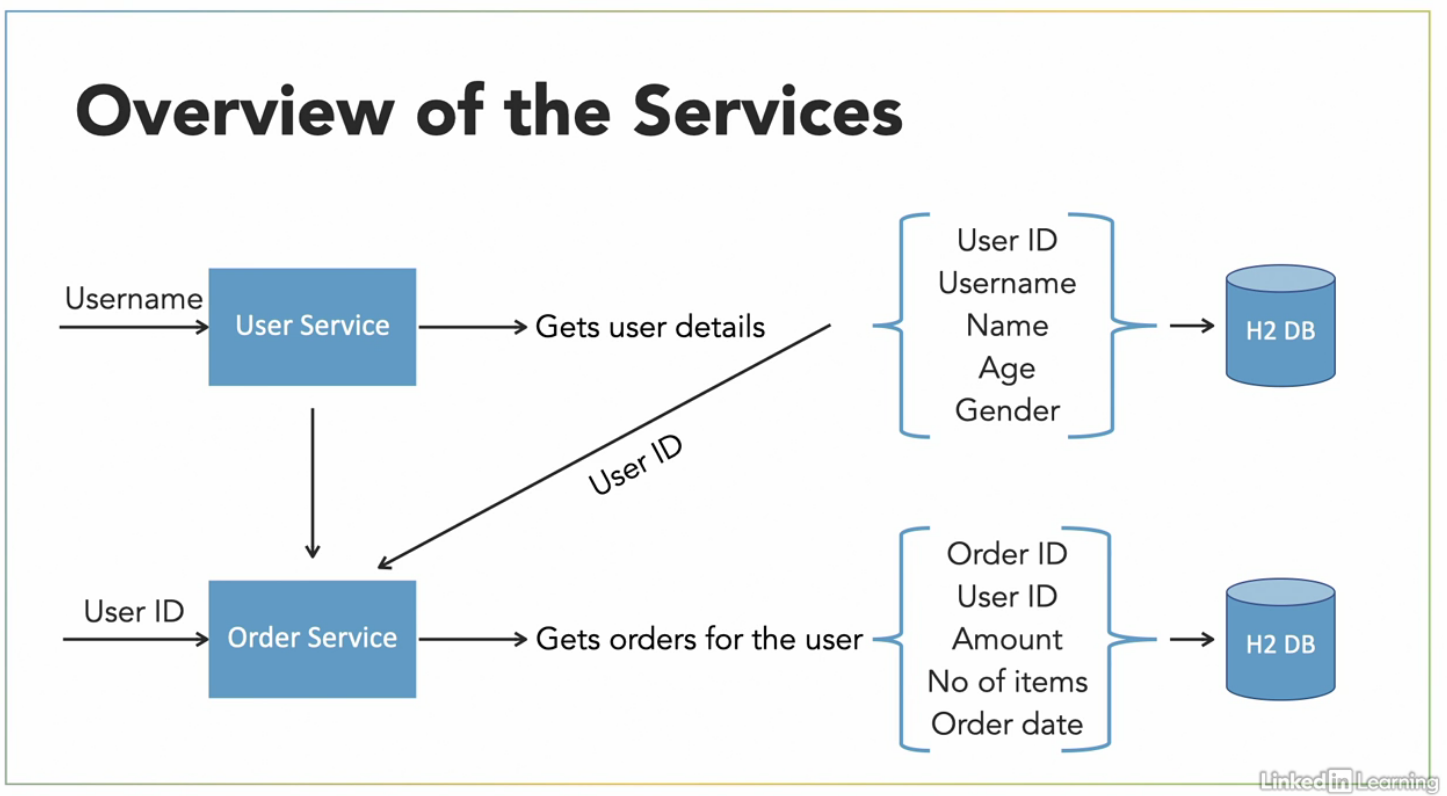 Overview of the Services
Username
User Service
Gets user details
User ID
Username
Name
Age
Gender
H2 DB
User ID
User ID
Order Service
Gets orders for the user
Order ID
User ID
Amount
No of items
Order date
H2 DB
Linked in Learning